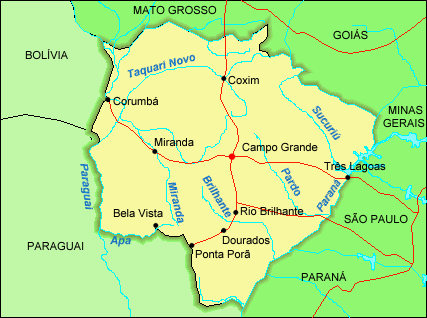 MATO GROSSO
GOIÁS
BOLÍVIA
Taquari Novo
Coxim
Corumbá
Sucuriú
MINAS
GERAIS
Miranda
Campo Grande
Três Lagoas
Paraguai
Miranda
Brilhante
Pardo
Paraná
Bela Vista
Rio Brilhante
SÃO PAULO
Apa
Dourados
PARAGUAI
Ponta Porã
PARANÁ